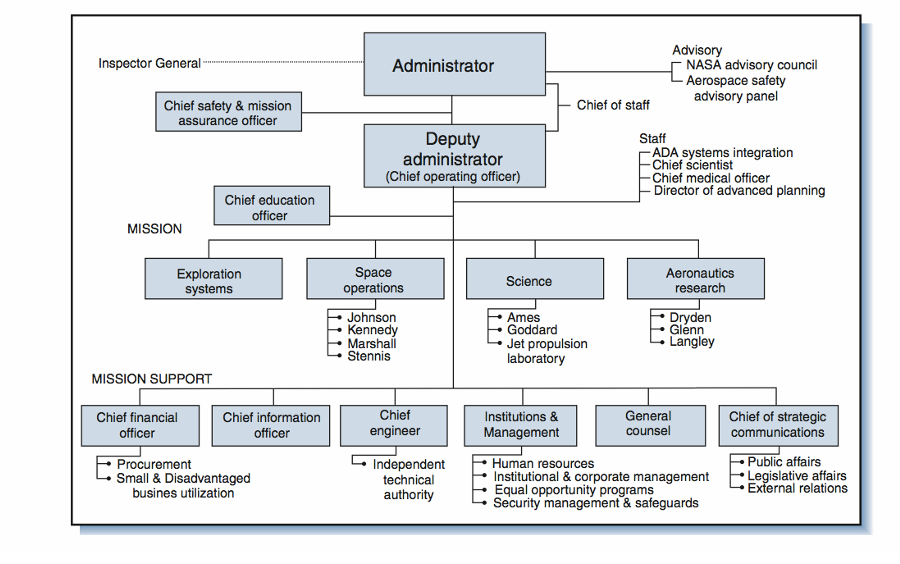 Administrator
Inspector General
Advisory
NASA advisory council
Aerospace safety
advisory panel
Chief of staff
Chief safety & mission
assurance officer
Deputy
administrator
(Chief operating officer)
Staff
ADA systems integration
Chief scientist
Chief medical officer
Director of advanced planning
Chief education
officer
MISSION
Exploration
systems
Space
operations
Johnson
Kennedy
Marshall
Stennis
Science
Ames
Goddard
Jet propulsion
laboratory
Aeronautics
research
Dryden
Glenn
Langley
MISSION SUPPORT
Chief financial
officer
Procurement
Small & Disadvantaged
busines utilization
Chief information
officer
Chief
engineer
Independent
technical
authority
Institutions &
Management
Human resources
Institutional & corporate management
Equal opportunity programs
Security management & safeguards
General
counsel
Chief of strategic
communications
Public affairs
Legislative affairs
External relations